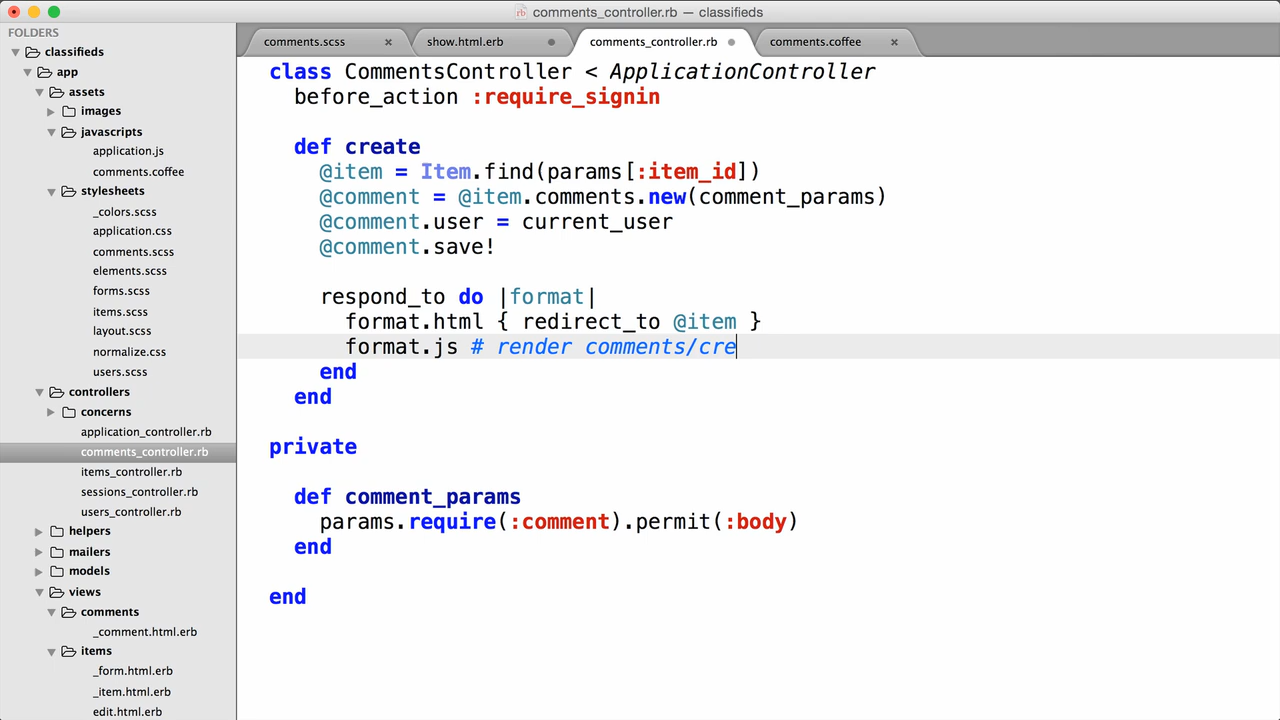 comments_controller.rb — classifieds
FOLDERS
classifieds
app
assets
images
javascripts
application.js
comments.coffee
stylesheets
_colors.scss
application.css
comments.scss
elements.scss
forms.scss
items.scss
layout.scss
normalize.css
users.scss
controllers
concerns
application_controller.rb
comments_controller.rb
items_controller.rb
sessions_controller.rb
users_controller.rb
helpers
mailers
models
views
comments
_comment.html.erb
items
_form.html.erb
_item.html.erb
edit.html.erb
comments.scss × show.html.erb comments_controller.rb comments.coffee ×
class CommentsController < ApplicationController
  before_action :require_signin

  def create
    @item = Item.find(params[:item_id])
    @comment = @item.comments.new(comment_params)
    @comment.user = current_user
    @comment.save!

    respond_to do |format|
      format.html { redirect_to @item }
      format.js # render comments/cre
    end
  end

private

  def comment_params
    params.require(:comment).permit(:body)
  end

end